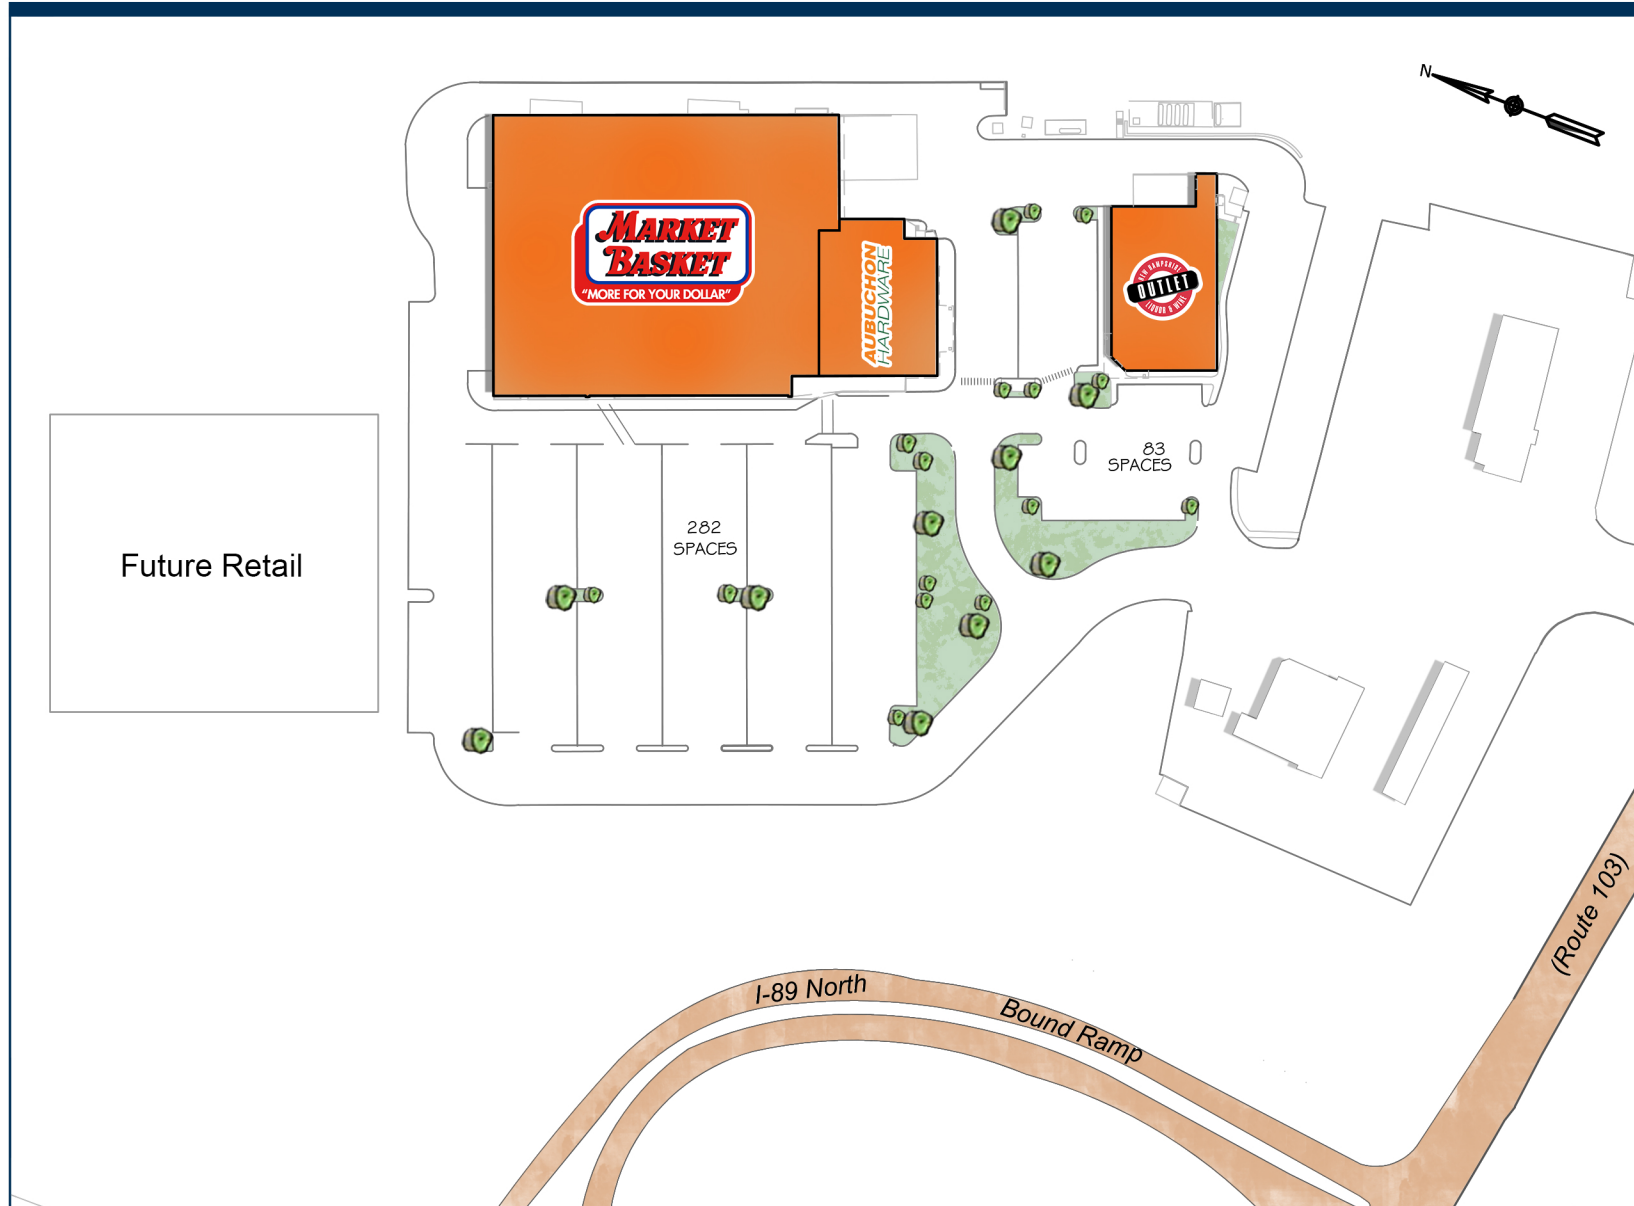 N
MARKET
BASKET
"MORE FOR YOUR DOLLAR"
AUBUCHON
HARDWARE
NEW HAMPSHIRE
OUTLET
LIQUOR & WINE
83
SPACES
282
SPACES
Future Retail
(Route 103)
I-89 North
Bound Ramp